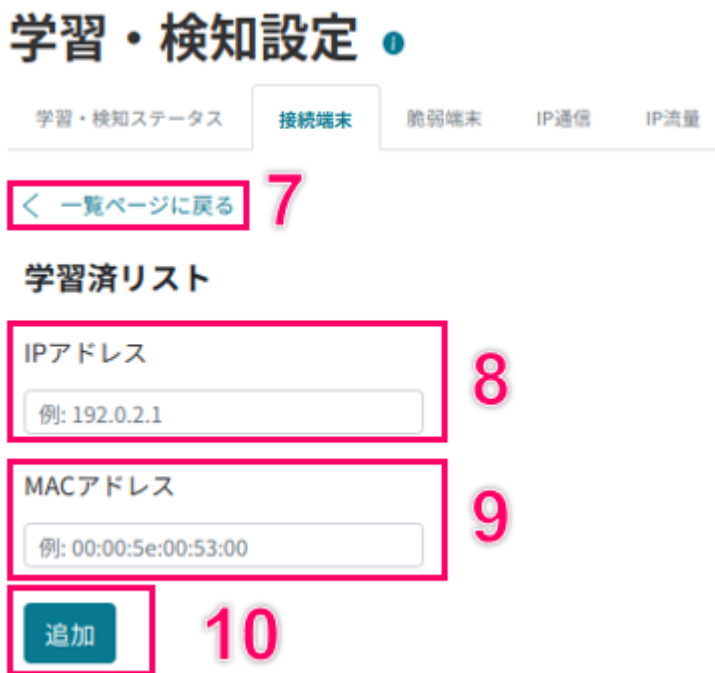 学習・検知設定 i
学習・検知ステータス 接続端末 脆弱端末 IP通信 IP流量
く 一覧ページに戻る 7
学習済リスト
IPアドレス
例: 192.0.2.1
8
MACアドレス
例: 00:00:5e:00:53:00
9
追加 10